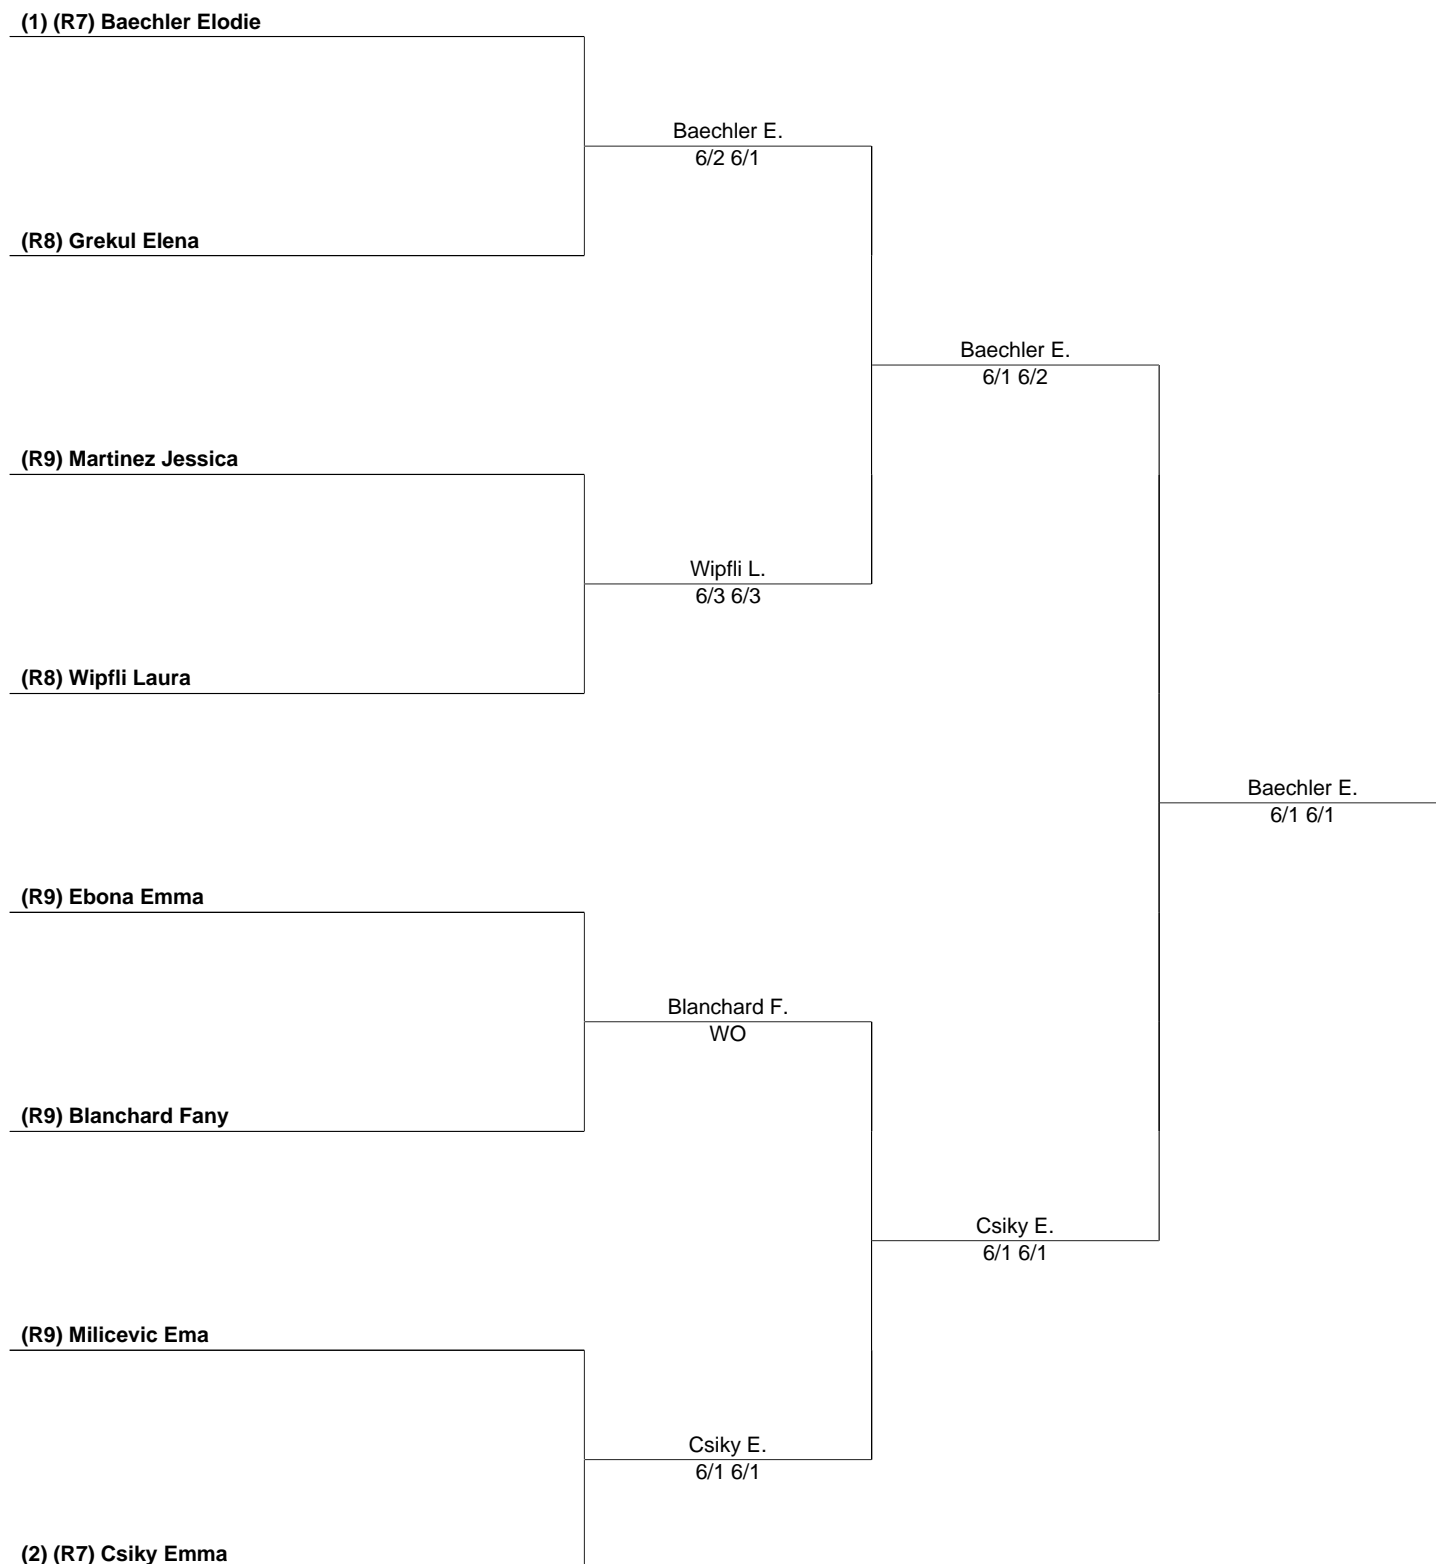 (1) (R7) Baechler Elodie
Baechler E.
6/2 6/1
(R8) Grekul Elena
Baechler E.
6/1 6/2
(R9) Martinez Jessica
Wipfli L.
6/3 6/3
(R8) Wipfli Laura
Baechler E.
6/1 6/1
(R9) Ebona Emma
Blanchard F.
WO
(R9) Blanchard Fany
Csiky E.
6/1 6/1
(R9) Milicevic Ema
Csiky E.
6/1 6/1
(2) (R7) Csiky Emma